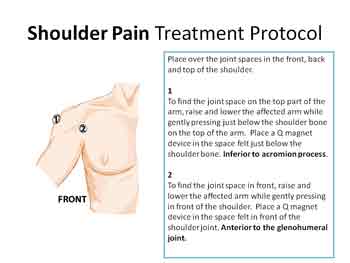 Shoulder Pain Treatment Protocol
Place over the joint spaces in the front, back
and top of the shoulder.
1
To find the joint space on the top part of the
arm, raise and lower the affected arm while
gently pressing just below the shoulder bone
on the top of the arm. Place a Q magnet
device in the space felt just below the
shoulder bone. Inferior to acromion process.
2
To find the joint space in front, raise and
lower the affected arm while gently pressing
in front of the shoulder. Place a Q magnet
device in the space felt in front of the
shoulder joint. Anterior to the glenohumeral
joint.
1
2
FRONT